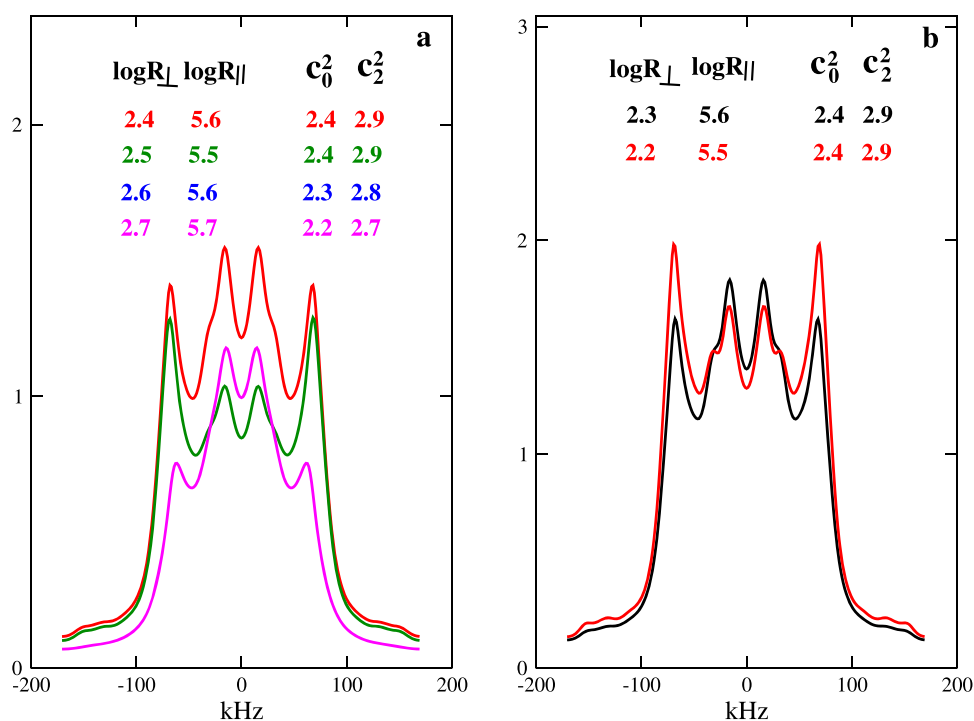 a
logR⊥ logR|| c₀² c₂²
2.4 5.6 2.4 2.9
2.5 5.5 2.4 2.9
2.6 5.6 2.3 2.8
2.7 5.7 2.2 2.7
2
1
0
-200 -100 0 100 200
kHz
b
logR⊥ logR|| c₀² c₂²
2.3 5.6 2.4 2.9
2.2 5.5 2.4 2.9
3
2
1
0
-200 -100 0 100 200
kHz